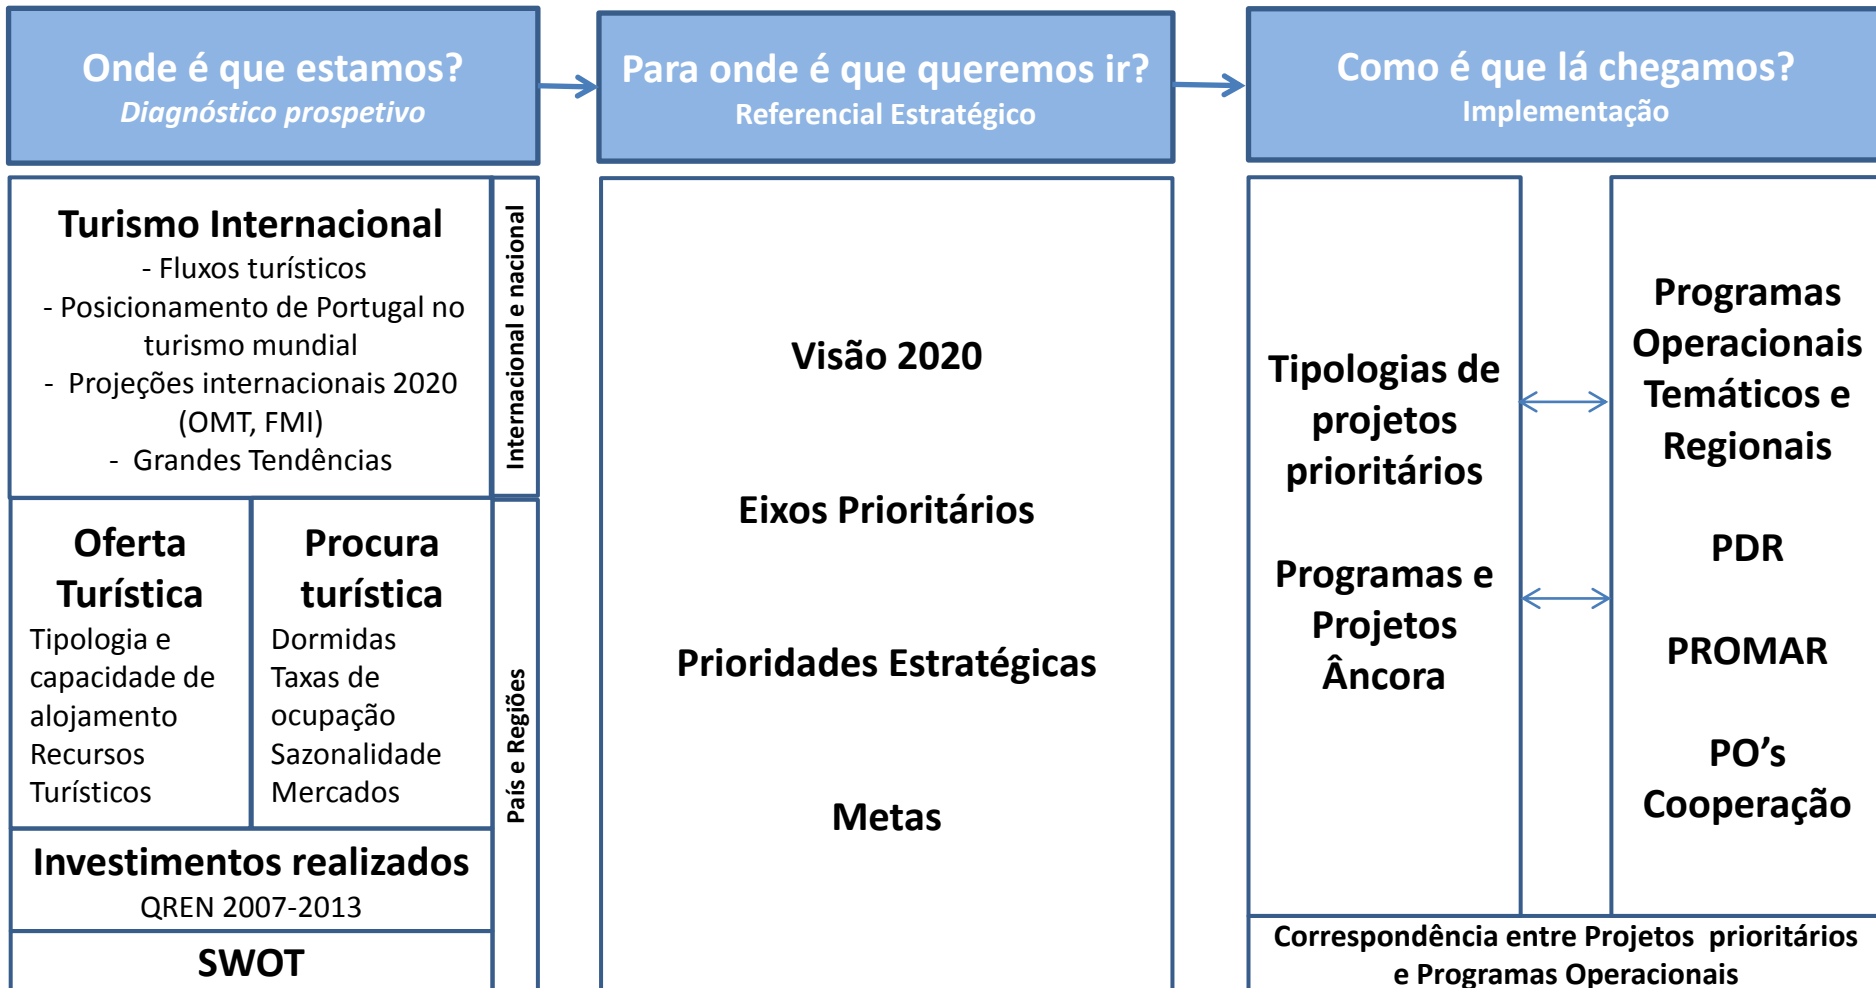 Onde é que estamos?
Diagnóstico prospetivo
Para onde é que queremos ir?
Referencial Estratégico
Como é que lá chegamos?
Implementação
Turismo Internacional
- Fluxos turísticos
- Posicionamento de Portugal no
turismo mundial
- Projeções internacionais 2020
(OMT, FMI)
- Grandes Tendências
Internacional e nacional
Oferta
Turística
Tipologia e
capacidade de
alojamento
Recursos
Turísticos
Procura
turística
Dormidas
Taxas de
ocupação
Sazonalidade
Mercados
País e Regiões
Investimentos realizados
QREN 2007-2013
SWOT
Visão 2020
Eixos Prioritários
Prioridades Estratégicas
Metas
Tipologias de
projetos
prioritários
Programas e
Projetos
Âncora
Programas
Operacionais
Temáticos e
Regionais
PDR
PROMAR
PO’s
Cooperação
Correspondência entre Projetos prioritários
e Programas Operacionais